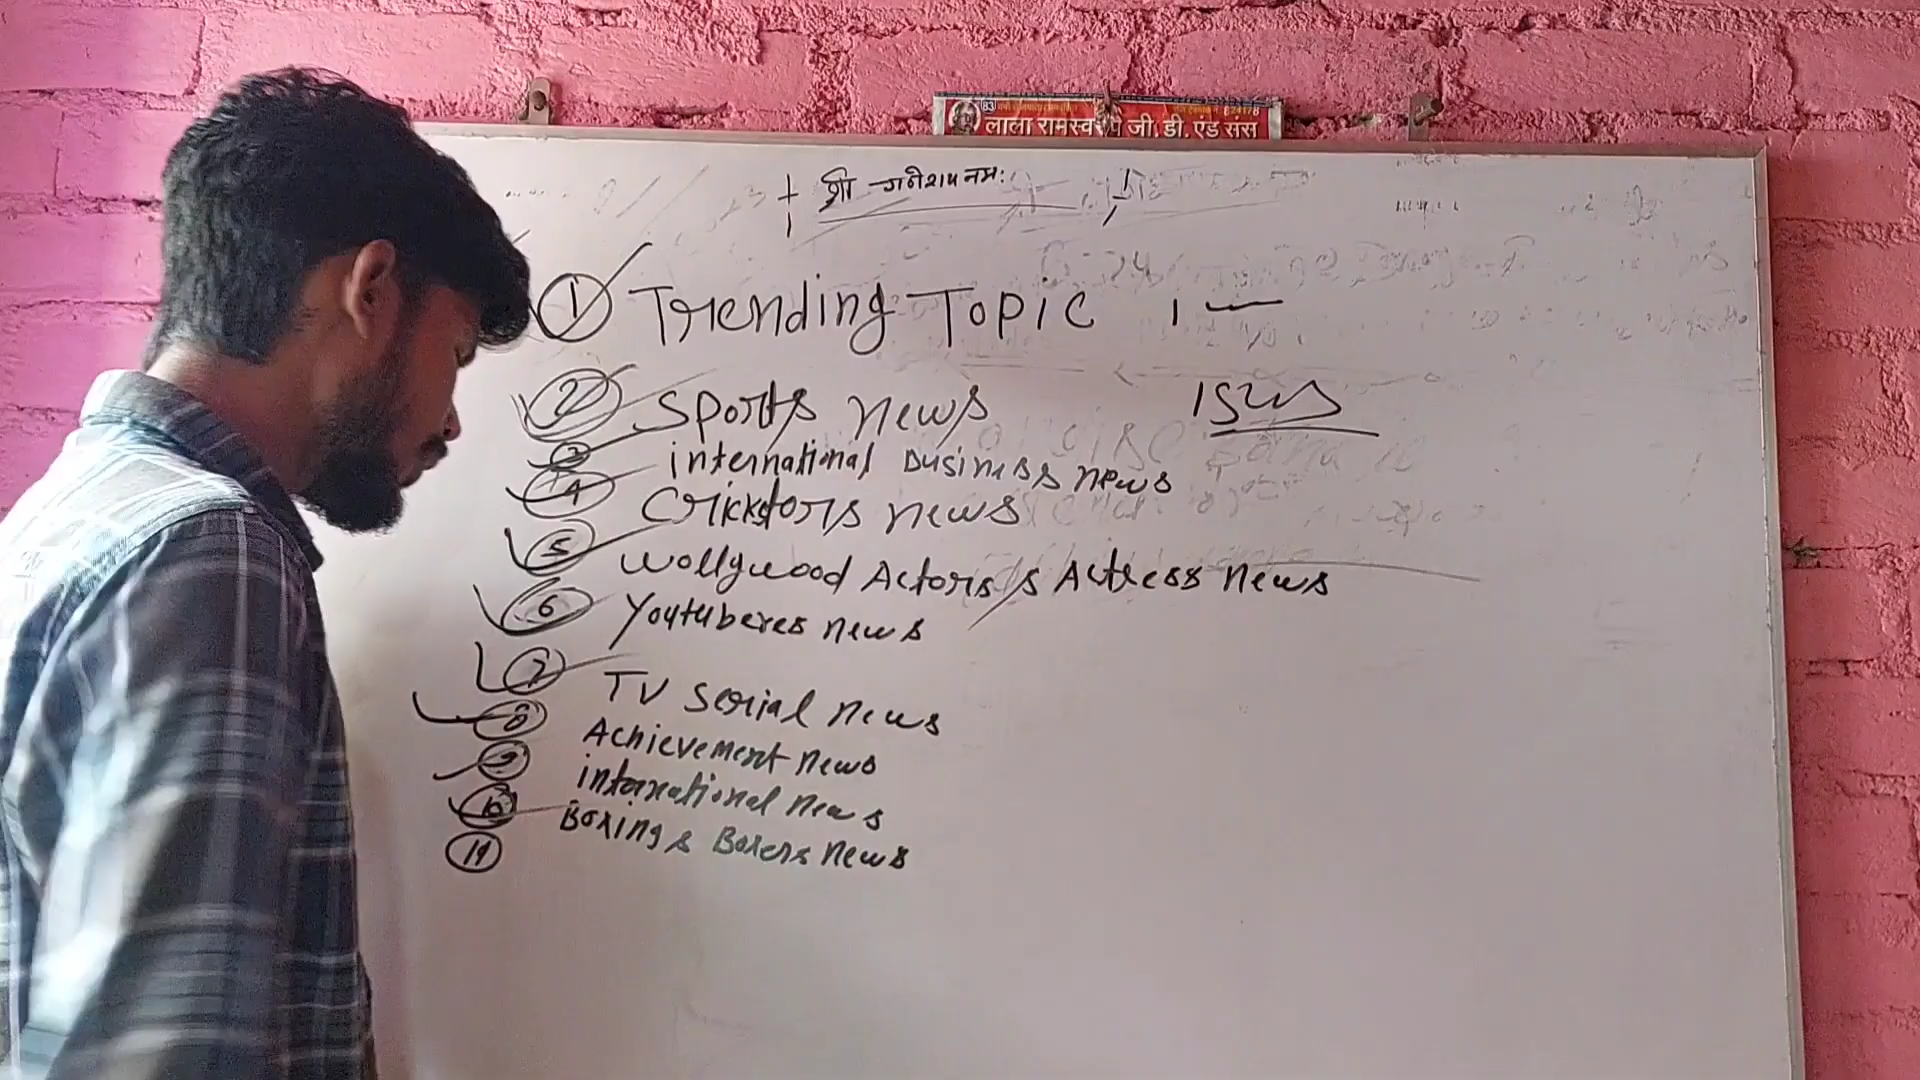 83
लाला रामस्वरूप जी.डी. एंड संस
श्री गणेशाय नमः
① Trending Topic
② Sports News
③ international Business news
④ Crickstors news
⑤ Wollywood Actors s Actress News
⑥ Youtuberes news
⑦ TV Serial News
⑧ Achievement News
⑨ international News
⑩ Boxing s Boxers News
⑪